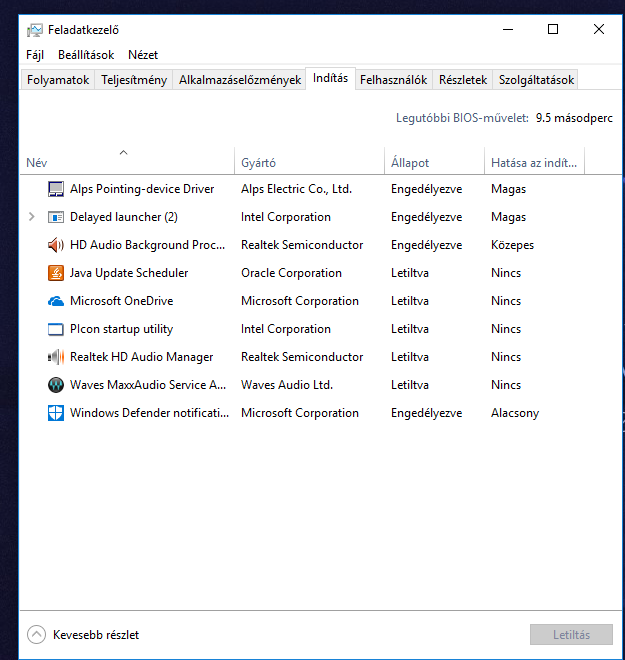 Feladatkezelő
Fájl Beállítások Nézet
Folyamatok Teljesítmény Alkalmazáselőzmények Indítás Felhasználók Részletek Szolgáltatások
Legutóbbi BIOS-művelet: 9.5 másodperc
Név Gyártó Állapot Hatása az indít...
Alps Pointing-device Driver Alps Electric Co., Ltd. Engedélyezve Magas
Delayed launcher (2) Intel Corporation Engedélyezve Magas
HD Audio Background Proc... Realtek Semiconductor Engedélyezve Közepes
Java Update Scheduler Oracle Corporation Letiltva Nincs
Microsoft OneDrive Microsoft Corporation Letiltva Nincs
PIcon startup utility Intel Corporation Letiltva Nincs
Realtek HD Audio Manager Realtek Semiconductor Letiltva Nincs
Waves MaxxAudio Service A... Waves Audio Ltd. Letiltva Nincs
Windows Defender notificati... Microsoft Corporation Engedélyezve Alacsony
Kevesebb részlet Letiltás